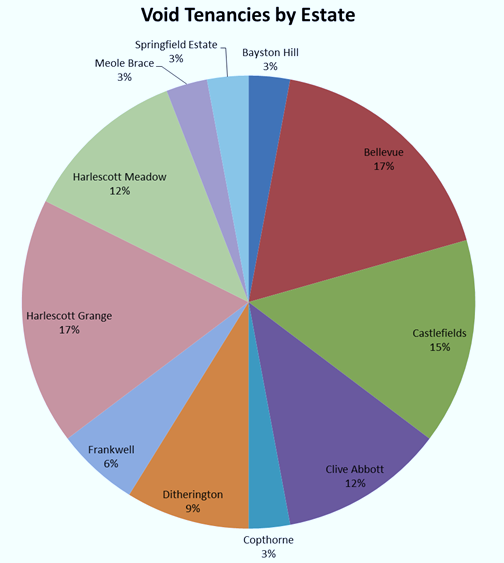 Void Tenancies by Estate
Springfield Estate
3%
Bayston Hill
3%
Meole Brace
3%
Bellevue
17%
Harlescott Meadow
12%
Harlescott Grange
17%
Castlefields
15%
Frankwell
6%
Clive Abbott
12%
Ditherington
9%
Copthorne
3%